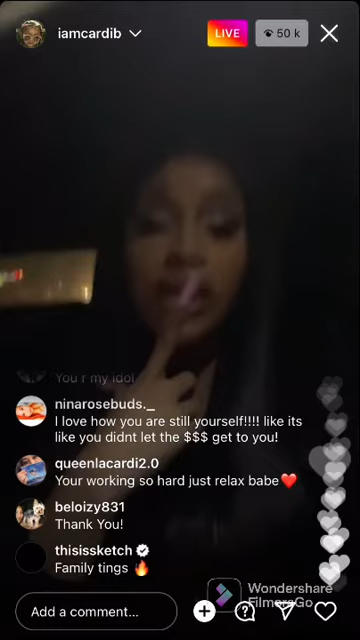 iamcardib
LIVE
50 k
You r my idol
ninarosebuds._
I love how you are still yourself!!!! like its
like you didnt let the $$$ get to you!
queenlacardi2.0
Your working so hard just relax babe❤️
beloizy831
Thank You!
thisissketch
Family tings 🔥
Wondershare
FilmoraGo
Add a comment...